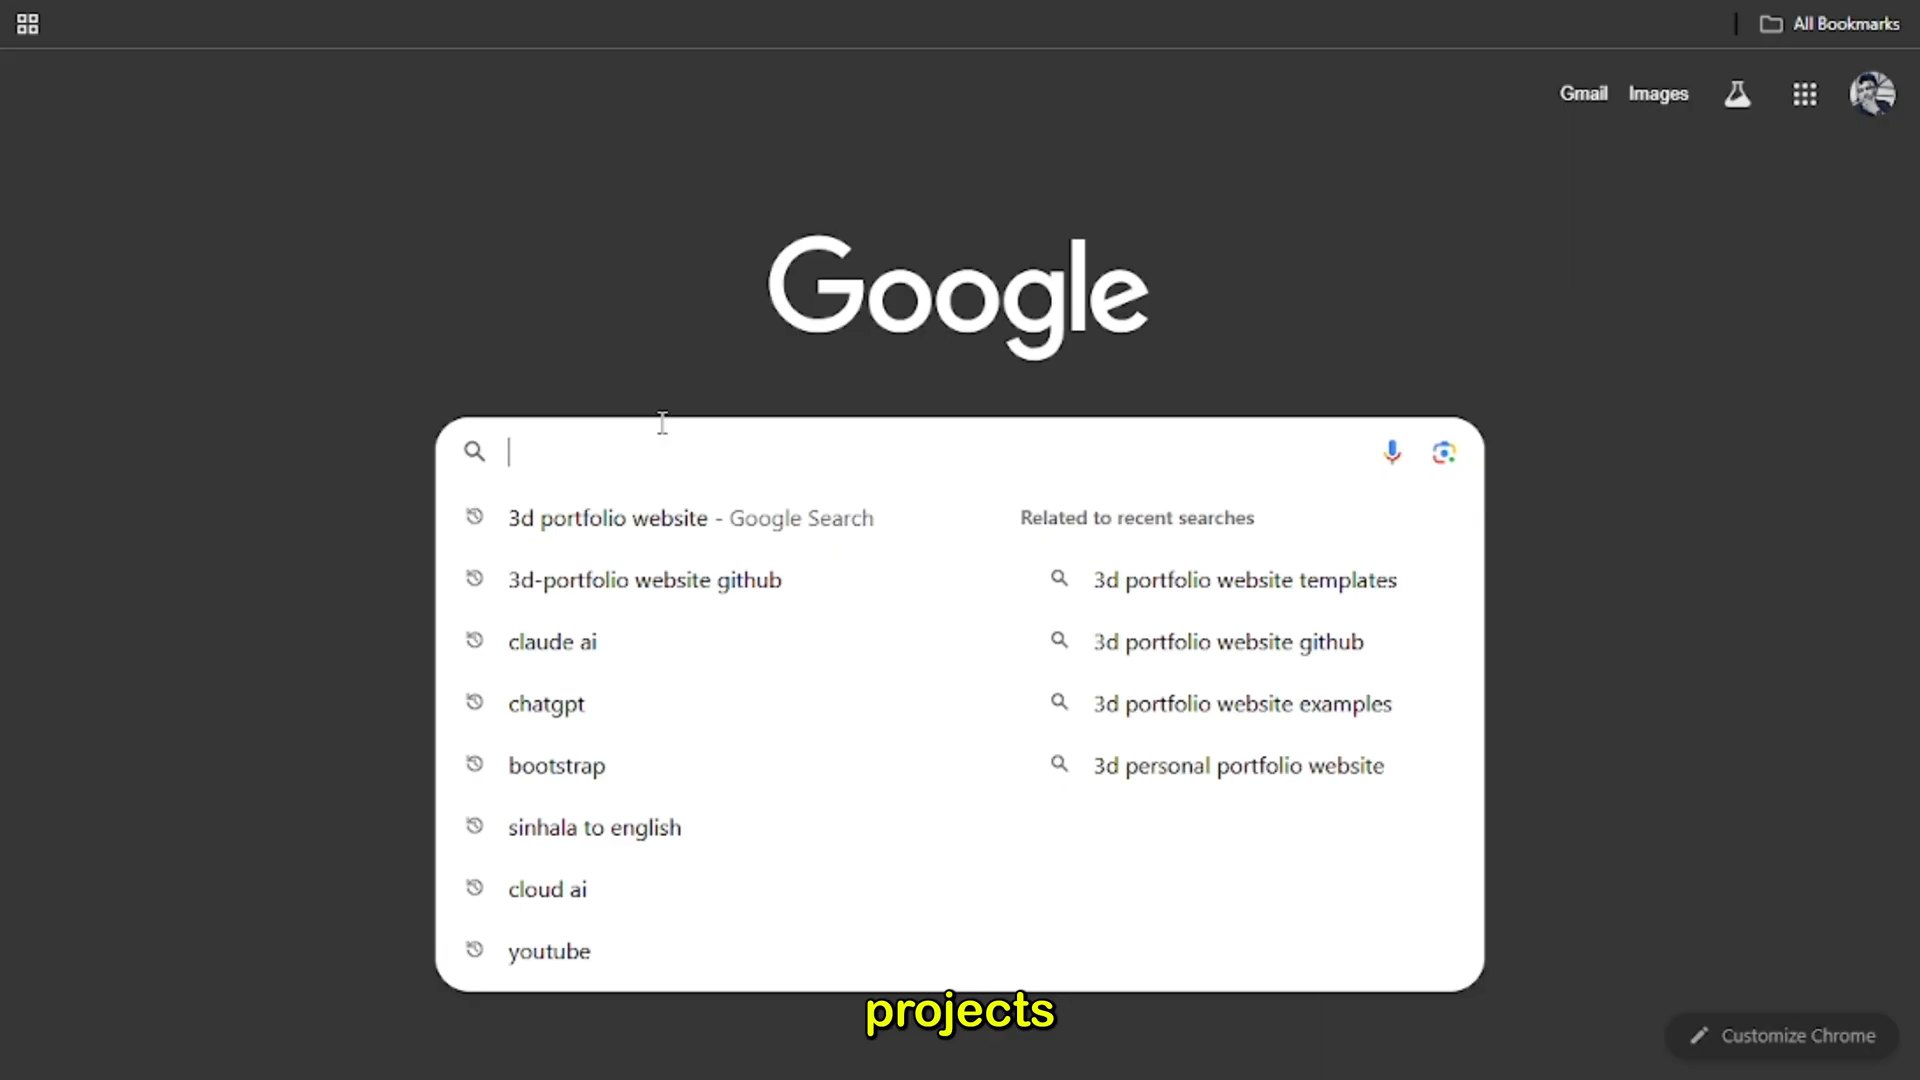 All Bookmarks
Gmail Images
Google
3d portfolio website - Google Search
3d-portfolio website github
claude ai
chatgpt
bootstrap
sinhala to english
cloud ai
youtube
Related to recent searches
3d portfolio website templates
3d portfolio website github
3d portfolio website examples
3d personal portfolio website
projects
Customize Chrome